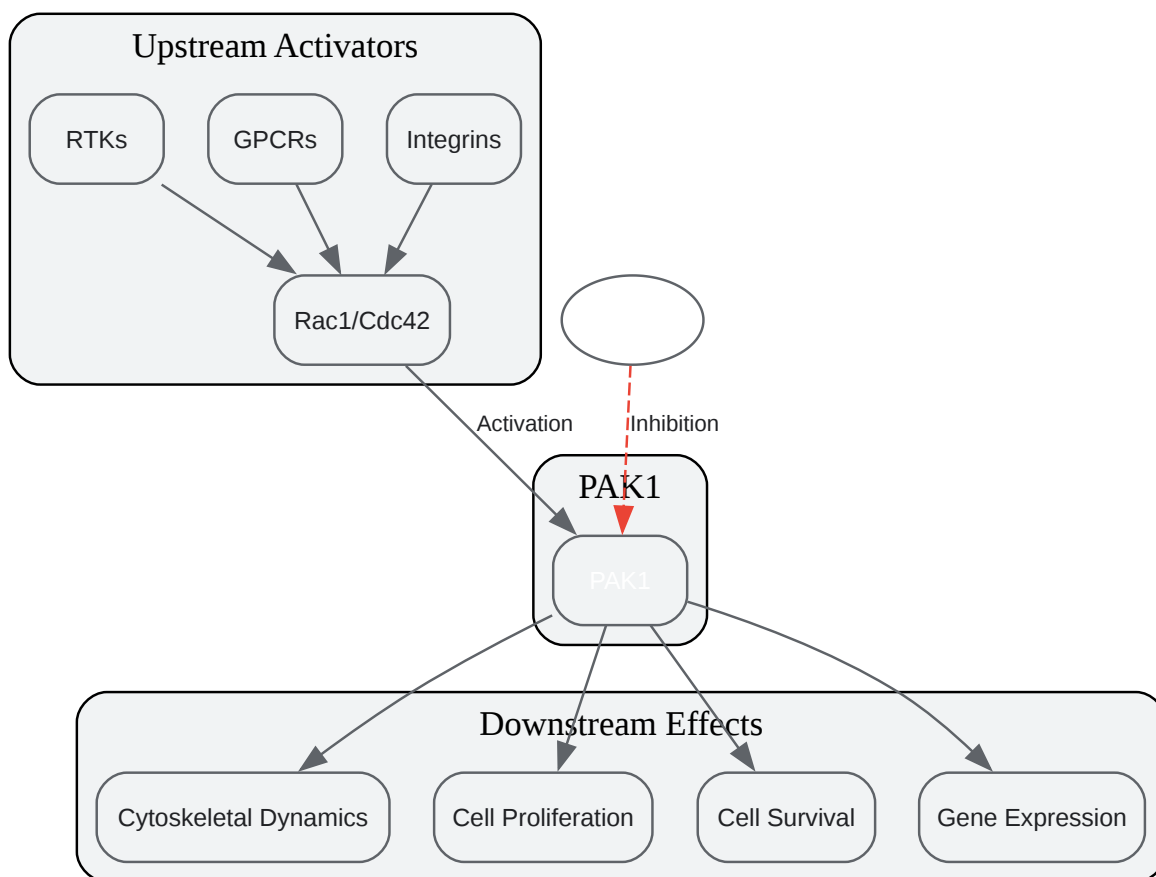 Upstream Activators
RTKs
GPCRs
Integrins
Rac1/Cdc42
Activation
Inhibition
PAK1
PAK1
Downstream Effects
Cytoskeletal Dynamics
Cell Proliferation
Cell Survival
Gene Expression